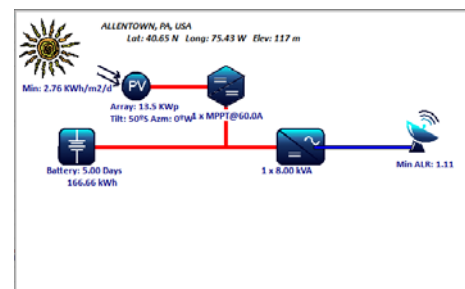 ALLENTOWN, PA, USA
Lat: 40.65 N Long: 75.43 W Elev: 117 m
Min: 2.76 KWh/m2/d
PV
Array: 13.5 KWp
Tilt: 50ºS Azm: 0ºW
1 x MPPT@60.0A
Battery: 5.00 Days
166.66 kWh
1 x 8.00 kVA
Min ALR: 1.11